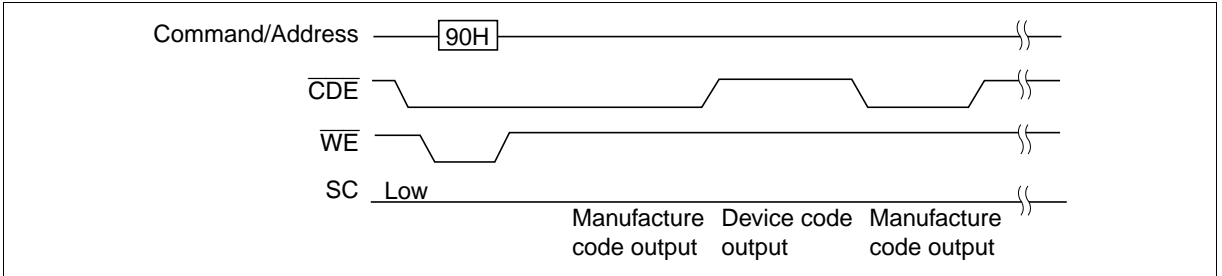 Command/Address 90H
CDE
WE
SC Low
Manufacture code output
Device code output
Manufacture code output